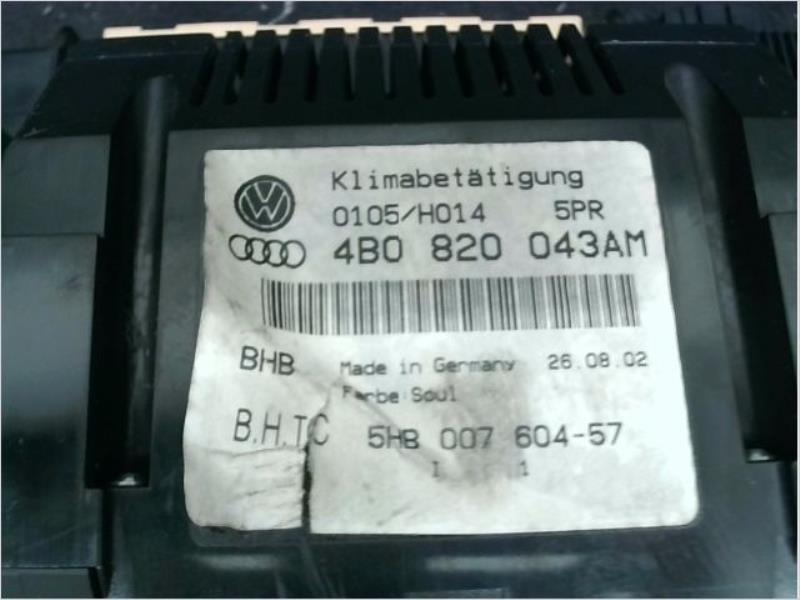 Klimabetätigung
0105/H014 5PR
4B0 820 043AM
BHB Made in Germany 26.08.02
Farbe:Soul
B.H.T C 5HB 007 604-57
I 1